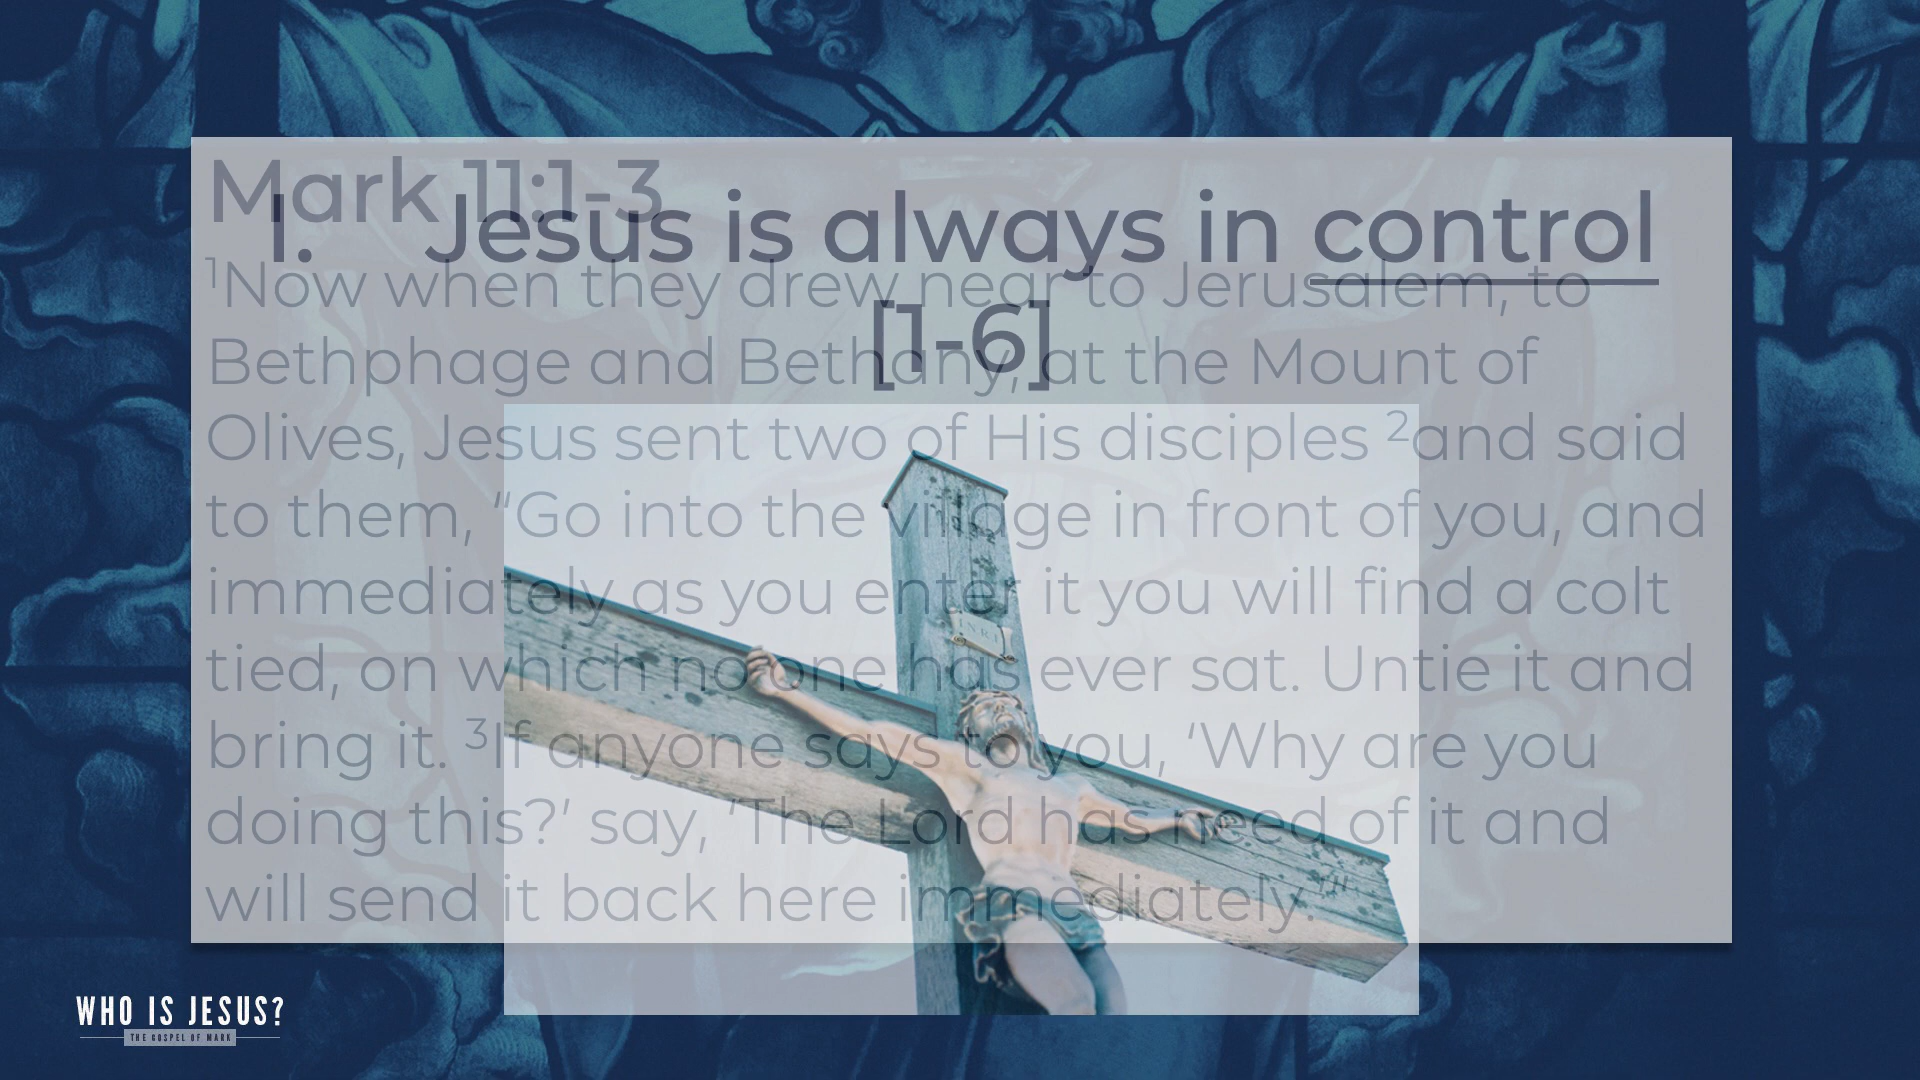 Mark 11:1-3
I. Jesus is always in control
[1-6]
¹Now when they drew near to Jerusalem, to
Bethphage and Bethany, at the Mount of
Olives, Jesus sent two of His disciples ²and said
to them, “Go into the village in front of you, and
immediately as you enter it you will find a colt
tied, on which no one has ever sat. Untie it and
bring it. ³If anyone says to you, ‘Why are you
doing this?’ say, ‘The Lord has need of it and
will send it back here immediately.’”
INRI
WHO IS JESUS?
THE GOSPEL OF MARK